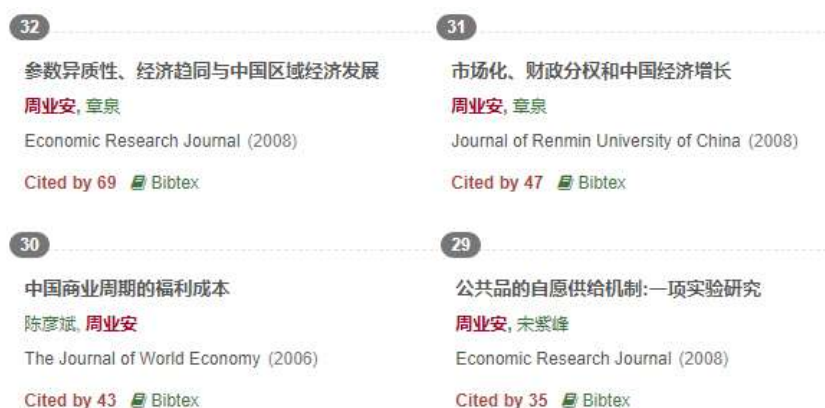 32
参数异质性、经济趋同与中国区域经济发展
周业安, 章泉
Economic Research Journal (2008)
Cited by 69 Bibtex
31
市场化、财政分权和中国经济增长
周业安, 章泉
Journal of Renmin University of China (2008)
Cited by 47 Bibtex
30
中国商业周期的福利成本
陈彦斌, 周业安
The Journal of World Economy (2006)
Cited by 43 Bibtex
29
公共品的自愿供给机制:一项实验研究
周业安, 宋紫峰
Economic Research Journal (2008)
Cited by 35 Bibtex